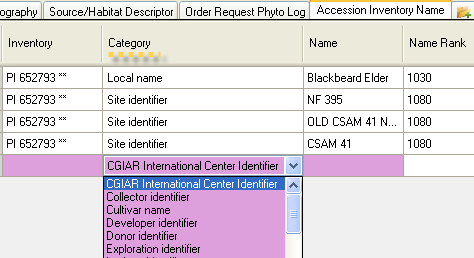 ography Source/Habitat Descriptor Order Request Phyto Log Accession Inventory Name
Inventory Category Name Name Rank
PI 652793 ** Local name Blackbeard Elder 1030
PI 652793 ** Site identifier NF 395 1080
PI 652793 ** Site identifier OLD CSAM 41 N... 1080
PI 652793 ** Site identifier CSAM 41 1080
CGIAR International Center Identifier
CGIAR International Center Identifier
Collector identifier
Cultivar name
Developer identifier
Donor identifier
Exploration identifier